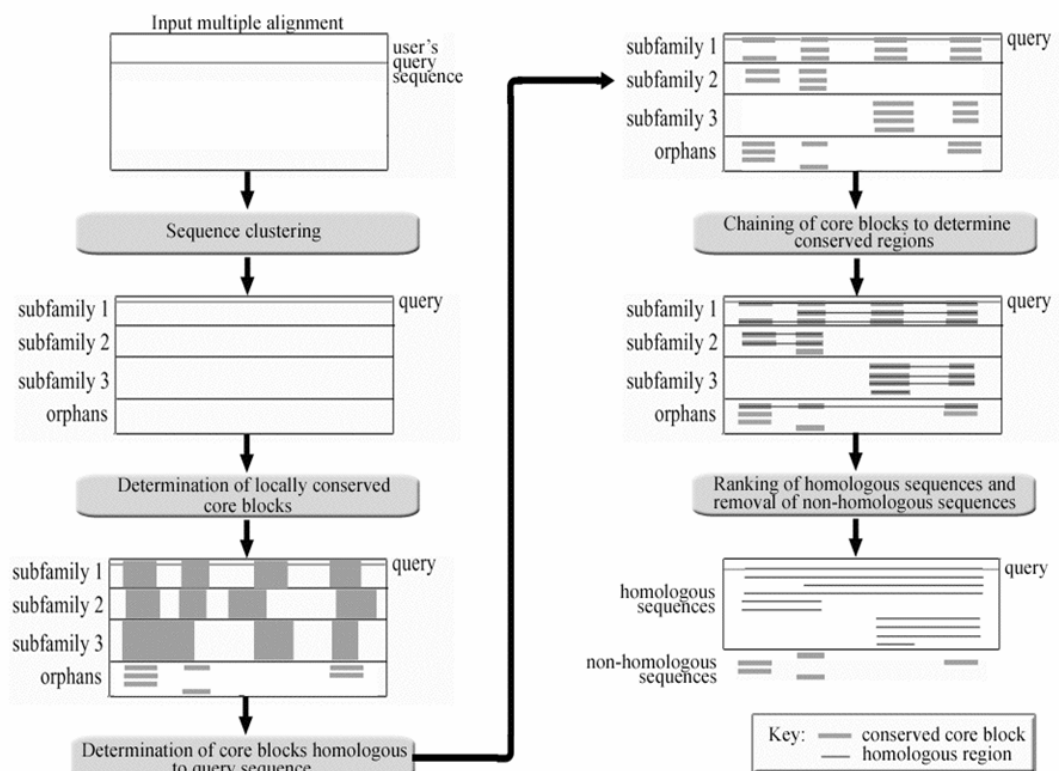 Input multiple alignment
user's
query
sequence
Sequence clustering
subfamily 1
query
subfamily 2
subfamily 3
orphans
Determination of locally conserved
core blocks
subfamily 1
query
subfamily 2
subfamily 3
orphans
Determination of core blocks homologous
to query sequence
subfamily 1
query
subfamily 2
subfamily 3
orphans
Chaining of core blocks to determine
conserved regions
subfamily 1
query
subfamily 2
subfamily 3
orphans
Ranking of homologous sequences and
removal of non-homologous sequences
query
homologous
sequences
non-homologous
sequences
Key: conserved core block
homologous region